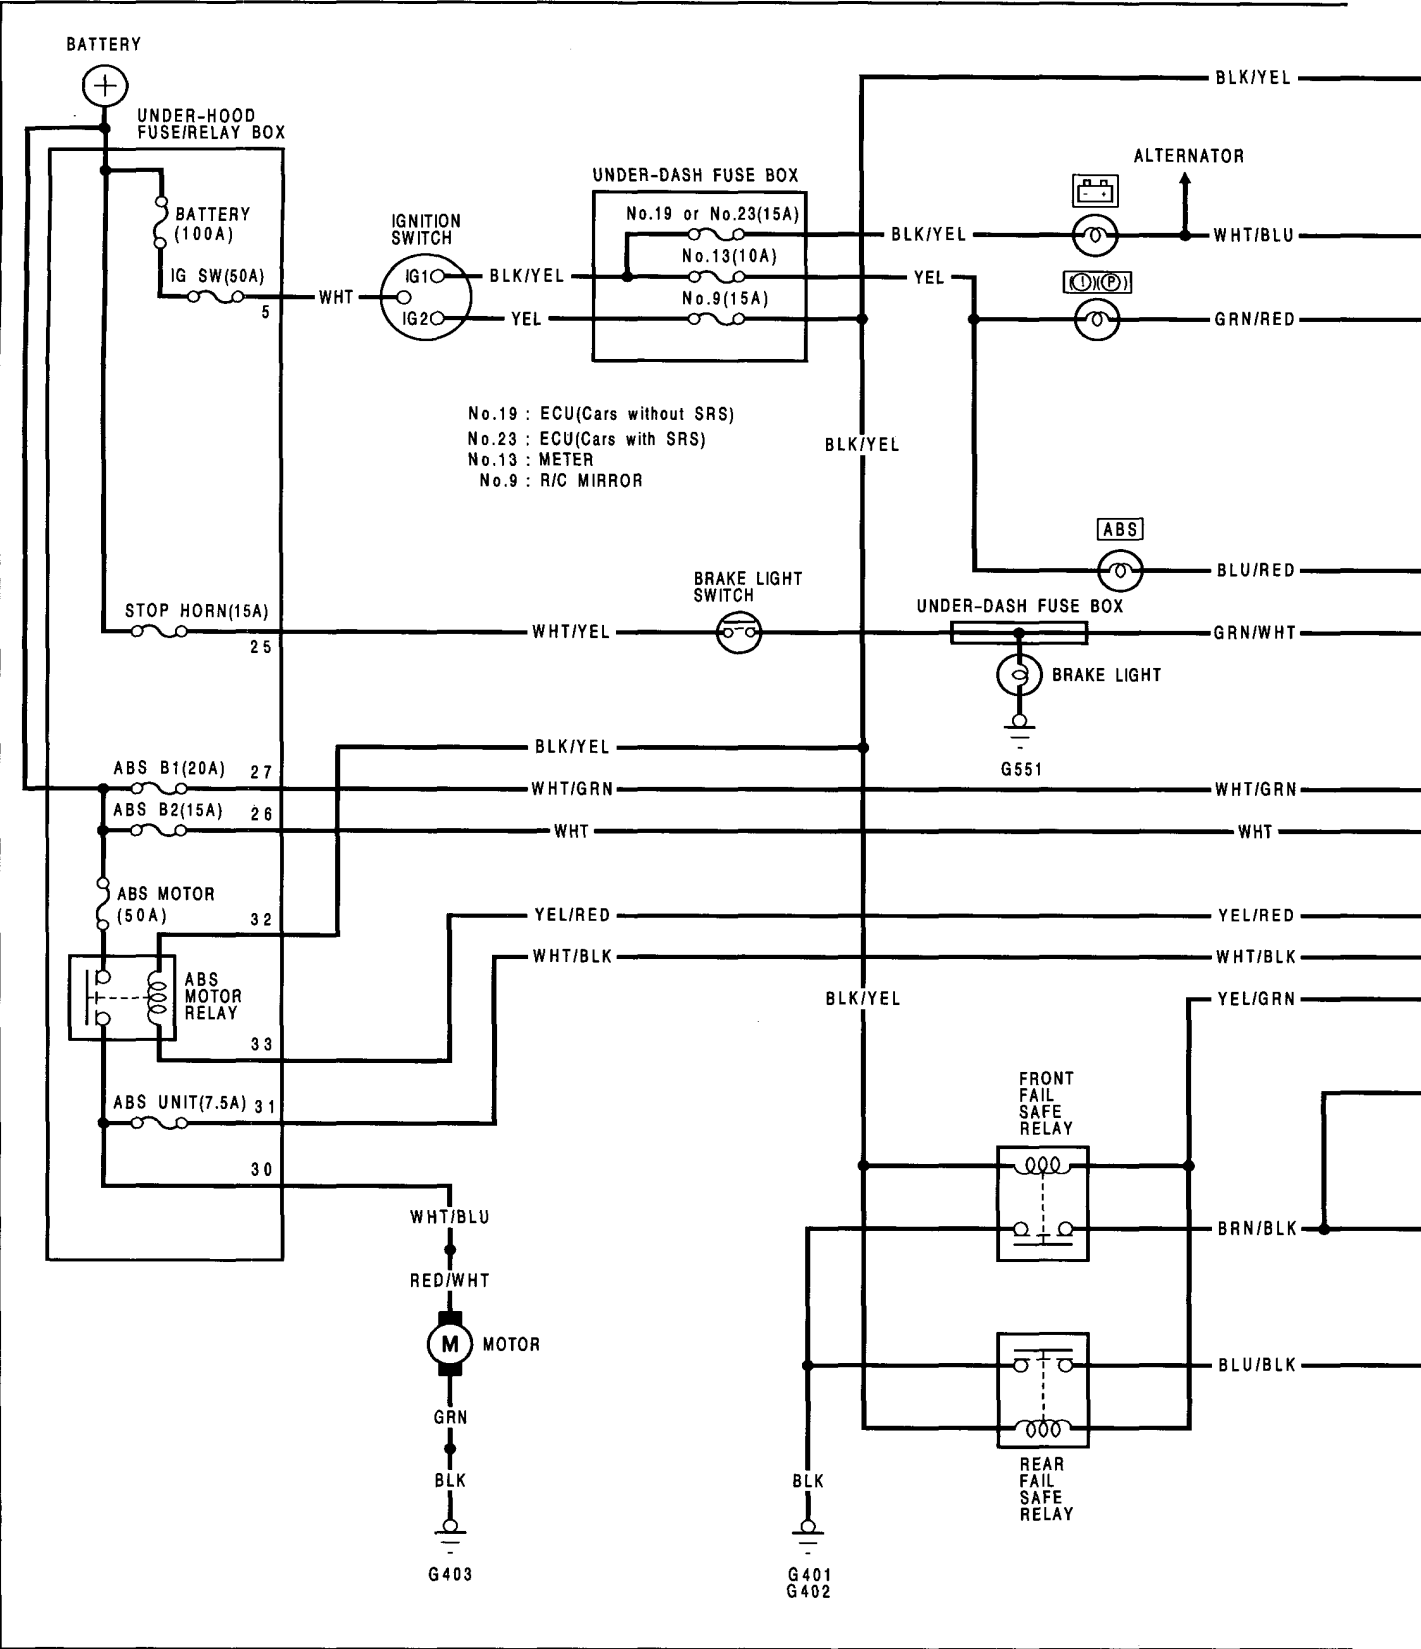 BATTERY
UNDER-HOOD
FUSE/RELAY BOX
BLK/YEL
ALTERNATOR
UNDER-DASH FUSE BOX
BATTERY
(100A)
IGNITION
SWITCH
No.19 or No.23(15A)
BLK/YEL
WHT/BLU
No.13(10A)
IG SW(50A)
IG1
BLK/YEL
YEL
(!)(P)
WHT
No.9(15A)
5
IG2
YEL
GRN/RED
No.19 : ECU(Cars without SRS)
No.23 : ECU(Cars with SRS)
No.13 : METER
No.9 : R/C MIRROR
BLK/YEL
ABS
BLU/RED
BRAKE LIGHT
SWITCH
UNDER-DASH FUSE BOX
STOP HORN(15A)
25
WHT/YEL
GRN/WHT
BRAKE LIGHT
G551
BLK/YEL
ABS B1(20A)
27
WHT/GRN
WHT/GRN
ABS B2(15A)
26
WHT
WHT
ABS MOTOR
(50A)
32
YEL/RED
YEL/RED
WHT/BLK
WHT/BLK
ABS
MOTOR
RELAY
BLK/YEL
YEL/GRN
33
FRONT
FAIL
SAFE
RELAY
ABS UNIT(7.5A)
31
30
WHT/BLU
BRN/BLK
RED/WHT
M
MOTOR
BLU/BLK
GRN
BLK
BLK
REAR
FAIL
SAFE
RELAY
G403
G401
G402